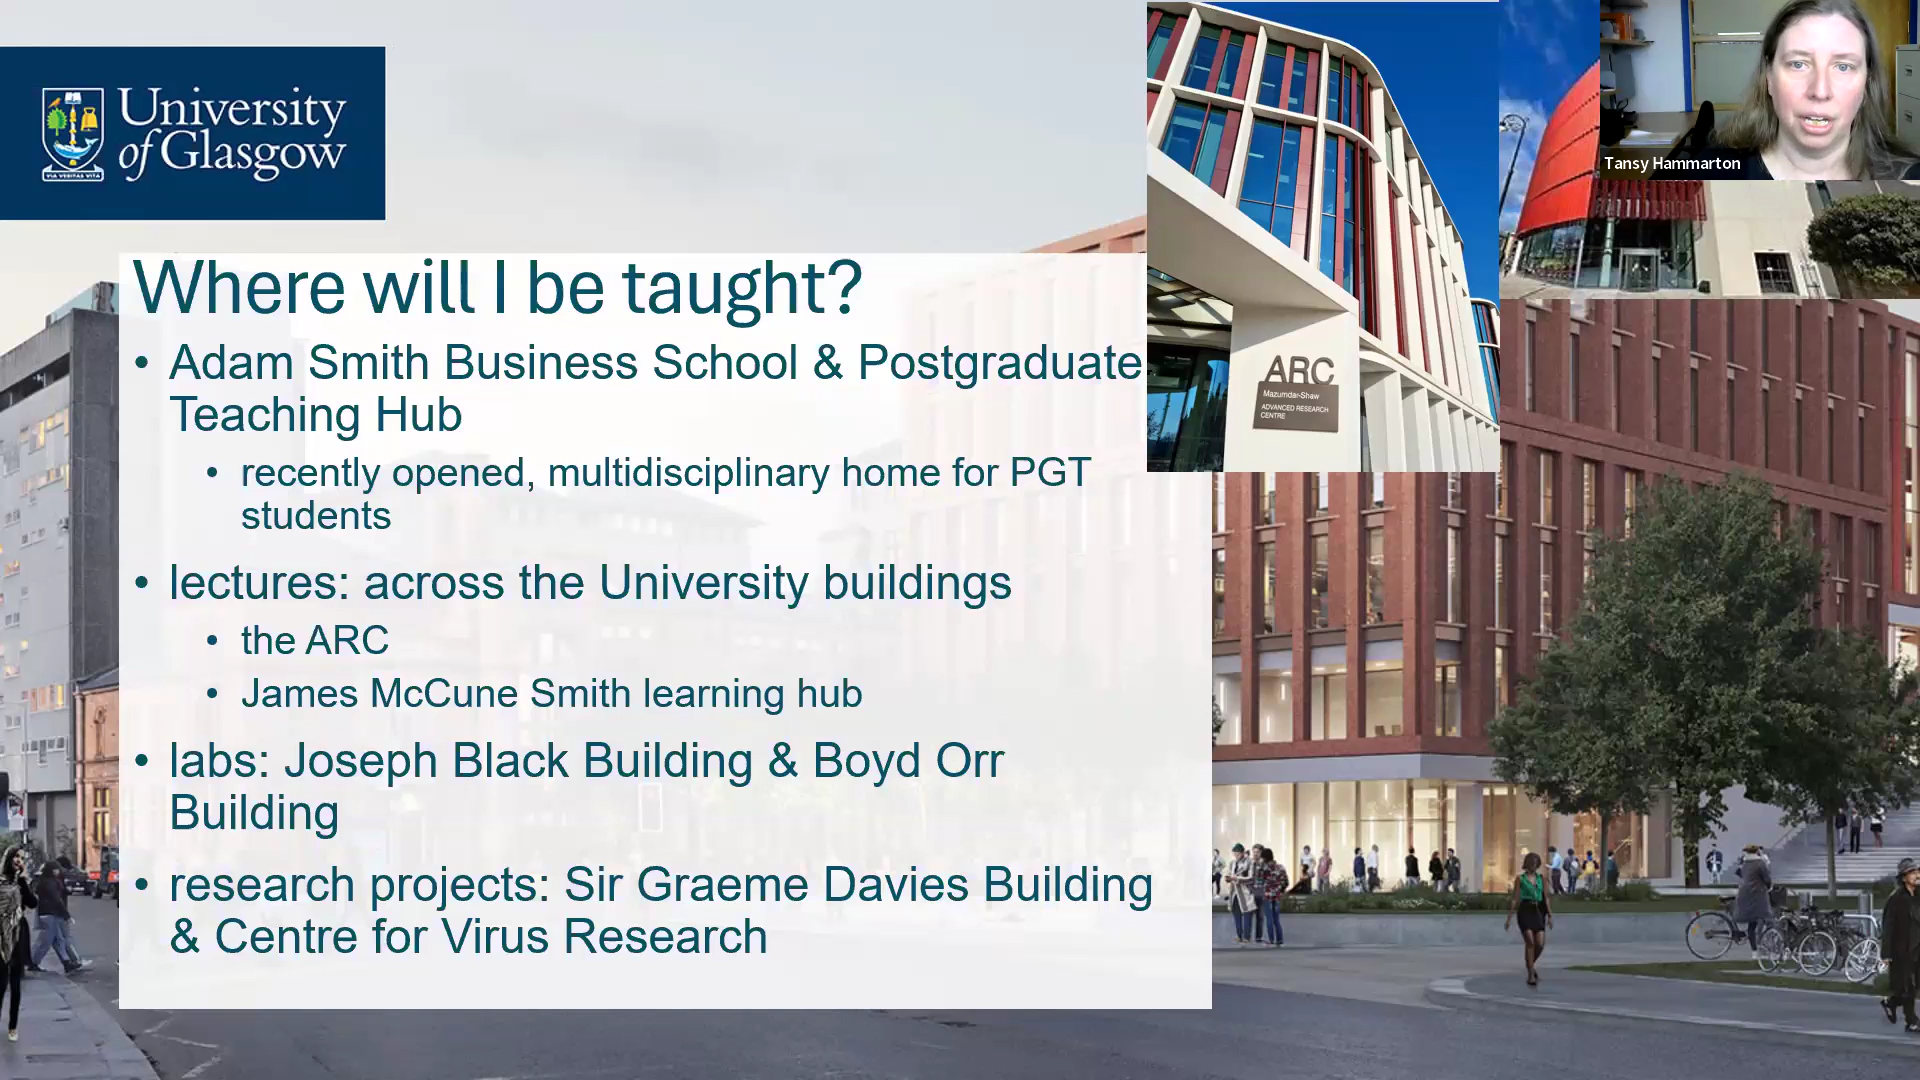 University
of Glasgow
VIA VERITAS VITA
Tansy Hammarton
ARC
Mazumdar-Shaw
ADVANCED RESEARCH
CENTRE
Where will I be taught?
• Adam Smith Business School & Postgraduate
Teaching Hub
• recently opened, multidisciplinary home for PGT
students
• lectures: across the University buildings
• the ARC
• James McCune Smith learning hub
• labs: Joseph Black Building & Boyd Orr
Building
• research projects: Sir Graeme Davies Building
& Centre for Virus Research